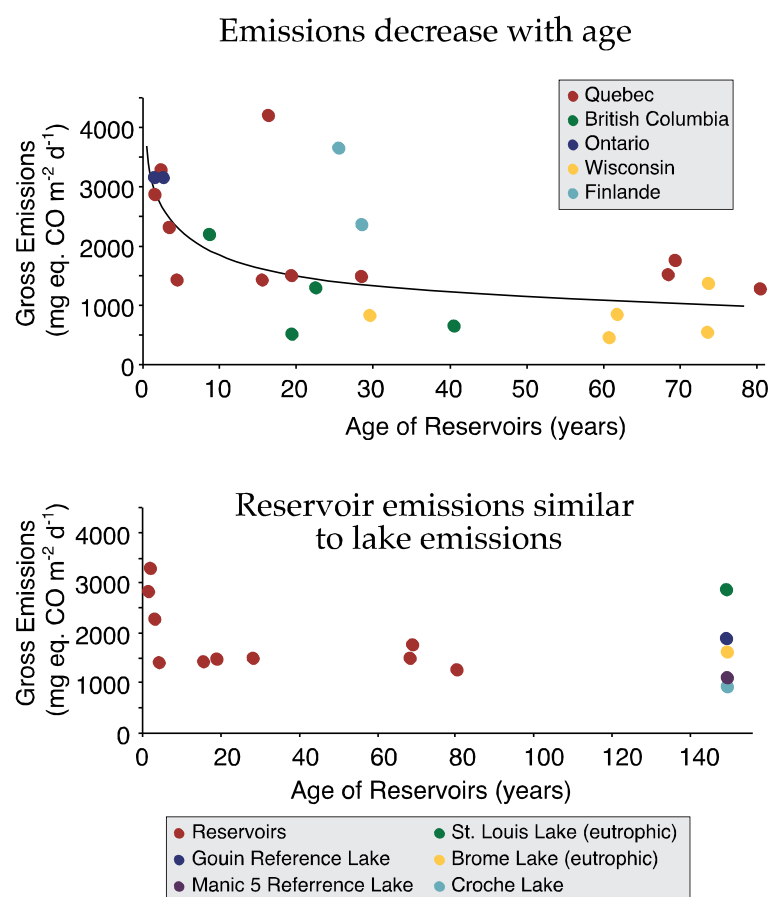 Emissions decrease with age
Gross Emissions
(mg eq. CO m-2 d-1)
4000
3000
2000
1000
0
Quebec
British Columbia
Ontario
Wisconsin
Finlande
0 10 20 30 40 50 60 70 80
Age of Reservoirs (years)
Reservoir emissions similar
to lake emissions
Gross Emissions
(mg eq. CO m-2 d-1)
4000
3000
2000
1000
0
0 20 40 60 80 100 120 140
Age of Reservoirs (years)
Reservoirs
Gouin Reference Lake
Manic 5 Referrence Lake
St. Louis Lake (eutrophic)
Brome Lake (eutrophic)
Croche Lake